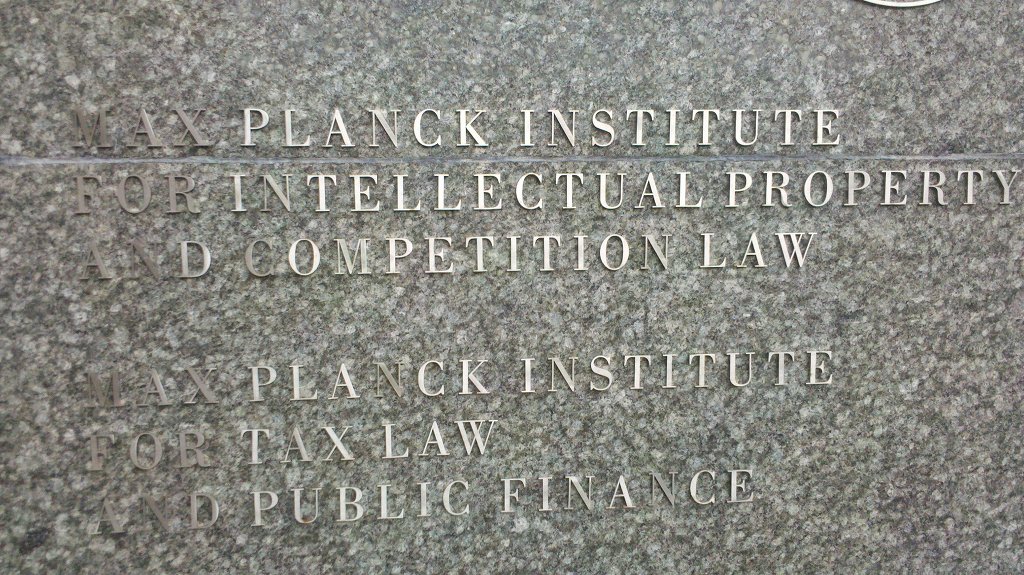 MAX PLANCK INSTITUTE
FOR INTELLECTUAL PROPERTY
AND COMPETITION LAW
MAX PLANCK INSTITUTE
FOR TAX LAW
AND PUBLIC FINANCE